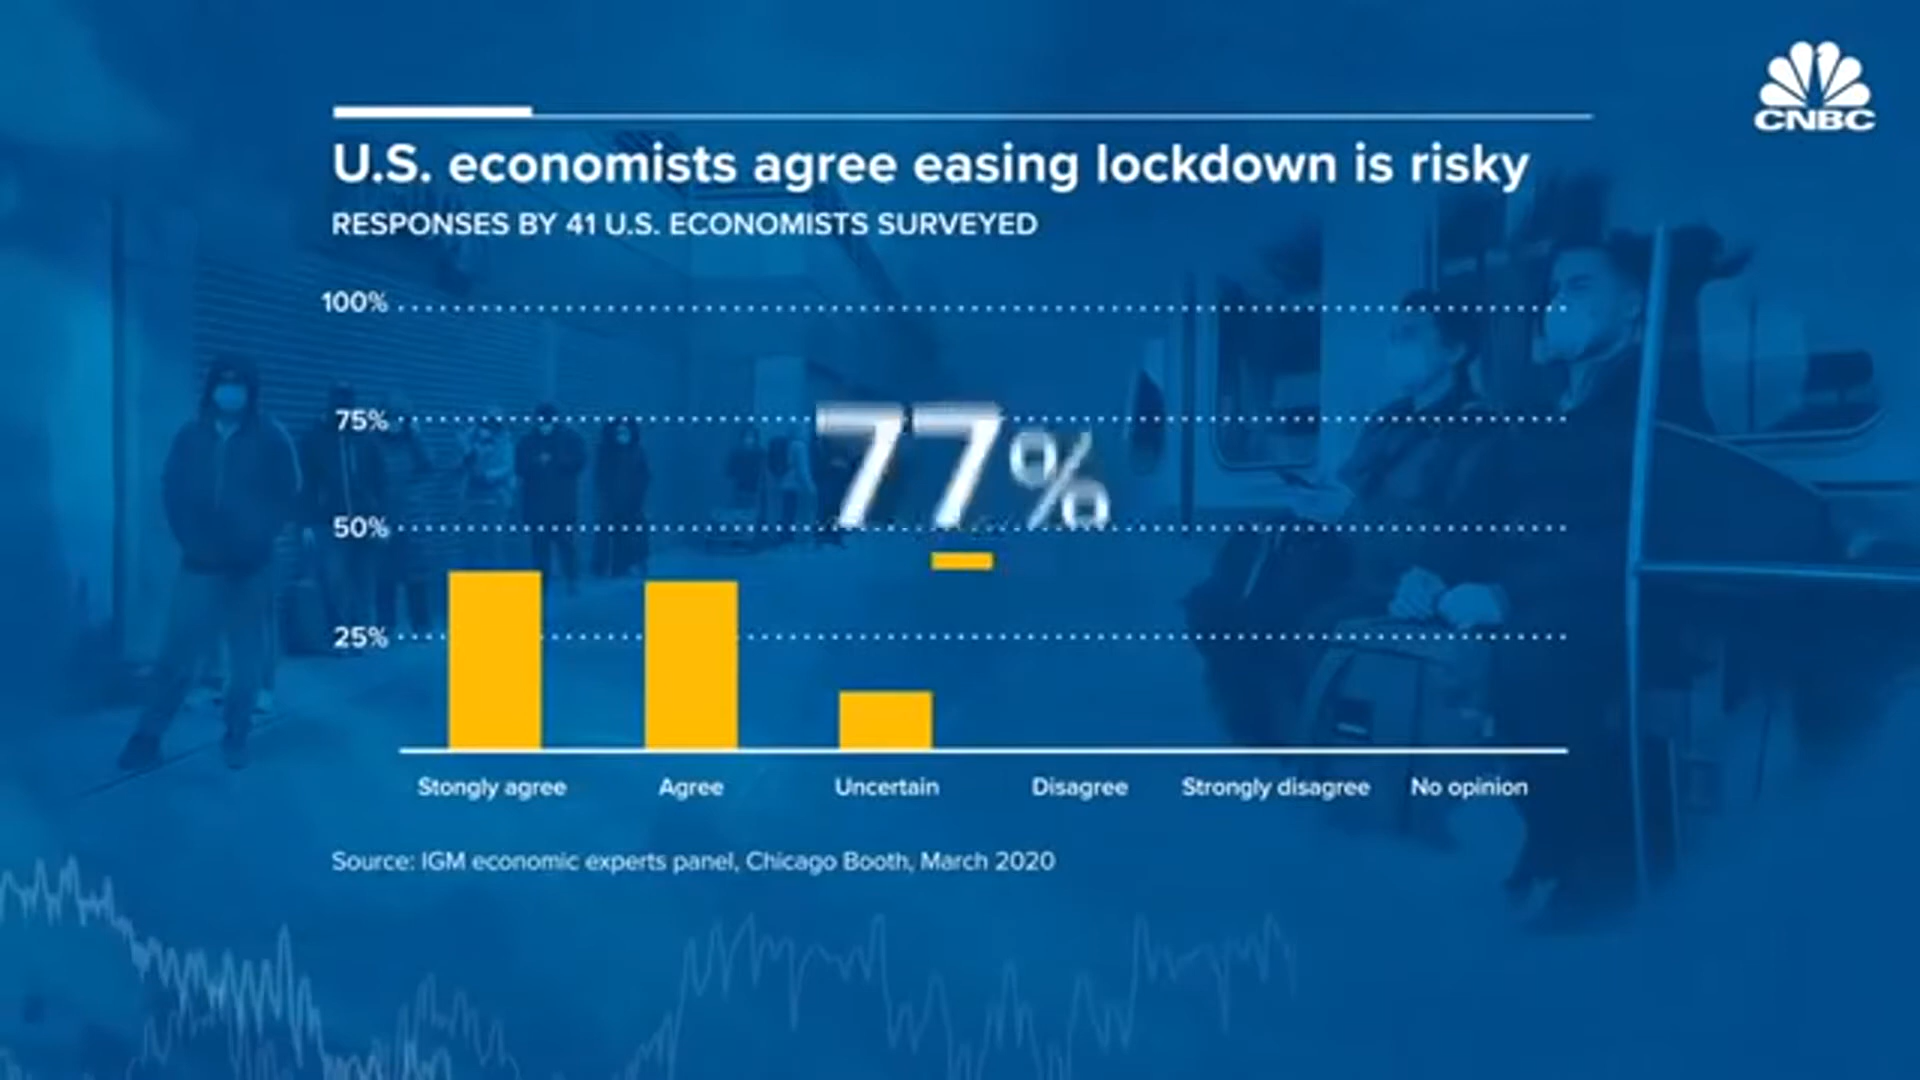 CNBC
U.S. economists agree easing lockdown is risky
RESPONSES BY 41 U.S. ECONOMISTS SURVEYED
100%
75%
77%
50%
25%
Stongly agree Agree Uncertain Disagree Strongly disagree No opinion
Source: IGM economic experts panel, Chicago Booth, March 2020